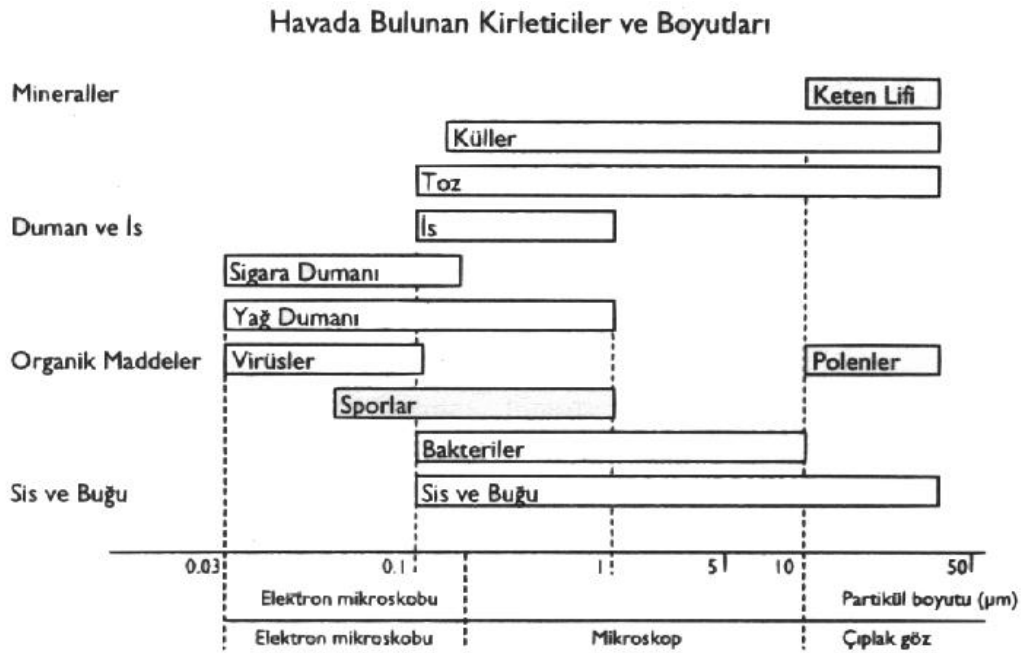 Havada Bulunan Kirleticiler ve Boyutları
Mineraller
Keten Lifi
Küller
Toz
Duman ve İs
İs
Sigara Dumanı
Yağ Dumanı
Organik Maddeler
Virüsler
Polenler
Sporlar
Bakteriler
Sis ve Buğu
Sis ve Buğu
0.03 0.1 1 5 10 50
Elektron mikroskobu Partikül boyutu (µm)
Elektron mikroskobu Mikroskop Çıplak göz